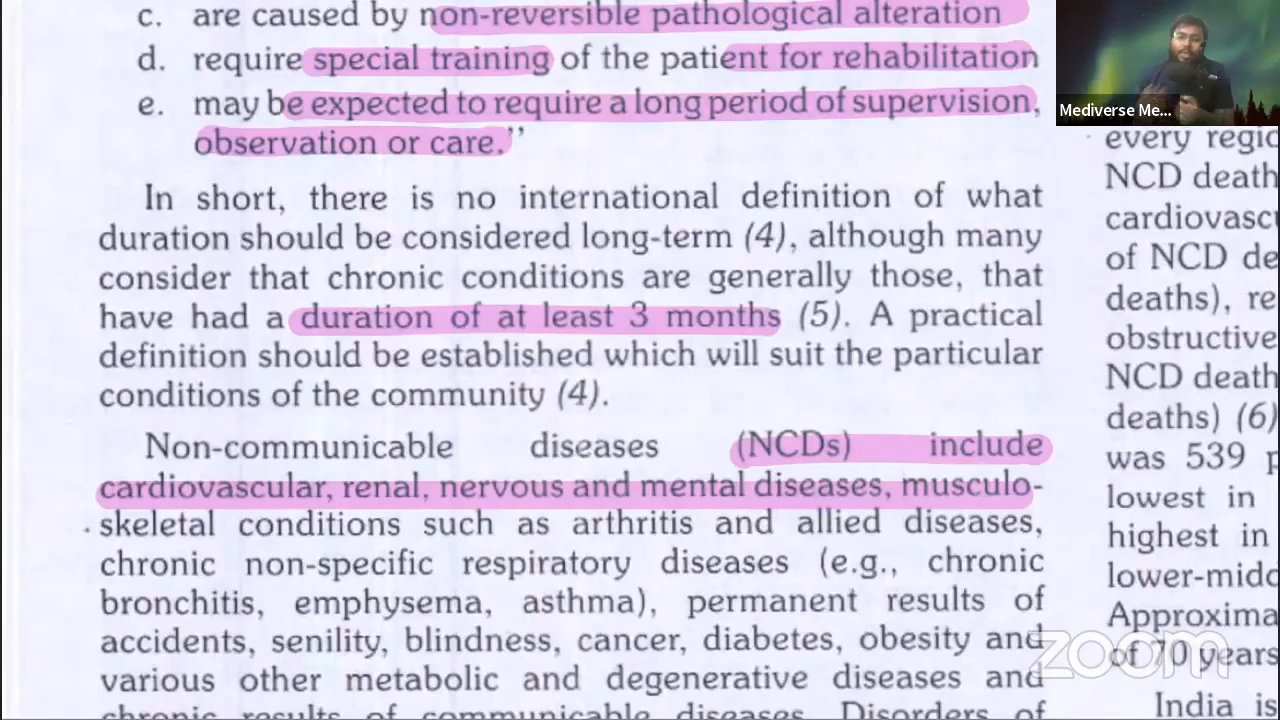 c. are caused by non-reversible pathological alteration
d. require special training of the patient for rehabilitation
e. may be expected to require a long period of supervision,
observation or care.”
In short, there is no international definition of what
duration should be considered long-term (4), although many
consider that chronic conditions are generally those, that
have had a duration of at least 3 months (5). A practical
definition should be established which will suit the particular
conditions of the community (4).
Non-communicable diseases (NCDs) include
cardiovascular, renal, nervous and mental diseases, musculo-
skeletal conditions such as arthritis and allied diseases,
chronic non-specific respiratory diseases (e.g., chronic
bronchitis, emphysema, asthma), permanent results of
accidents, senility, blindness, cancer, diabetes, obesity and
various other metabolic and degenerative diseases and
chronic results of communicable diseases. Disorders of
Mediverse Me...
every regio
NCD death
cardiovascu
of NCD de
deaths), re
obstructive
NCD death
deaths) (6)
was 539 p
lowest in
highest in
lower-midd
Approxima
of 70 years
India is
zoom